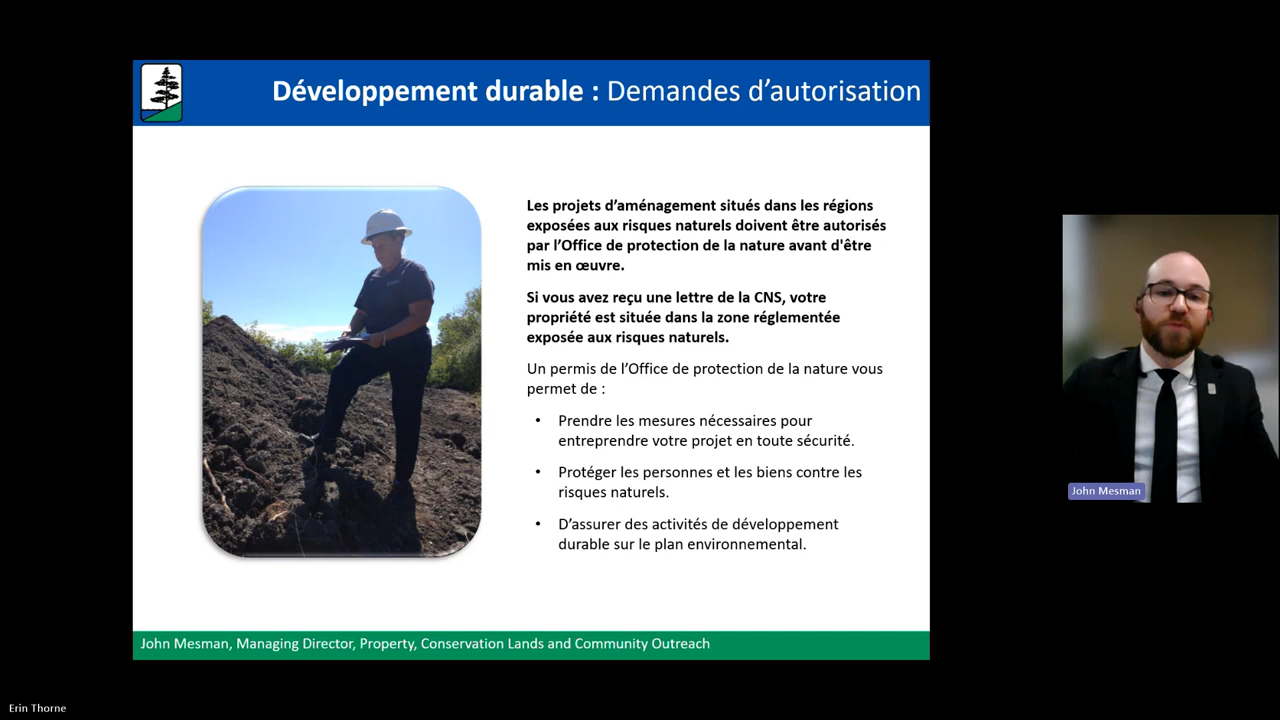 Développement durable : Demandes d’autorisation
Les projets d’aménagement situés dans les régions
exposées aux risques naturels doivent être autorisés
par l’Office de protection de la nature avant d'être
mis en œuvre.
Si vous avez reçu une lettre de la CNS, votre
propriété est située dans la zone réglementée
exposée aux risques naturels.
Un permis de l’Office de protection de la nature vous
permet de :
• Prendre les mesures nécessaires pour
entreprendre votre projet en toute sécurité.
• Protéger les personnes et les biens contre les
risques naturels.
• D’assurer des activités de développement
durable sur le plan environnemental.
John Mesman, Managing Director, Property, Conservation Lands and Community Outreach
John Mesman
Erin Thorne